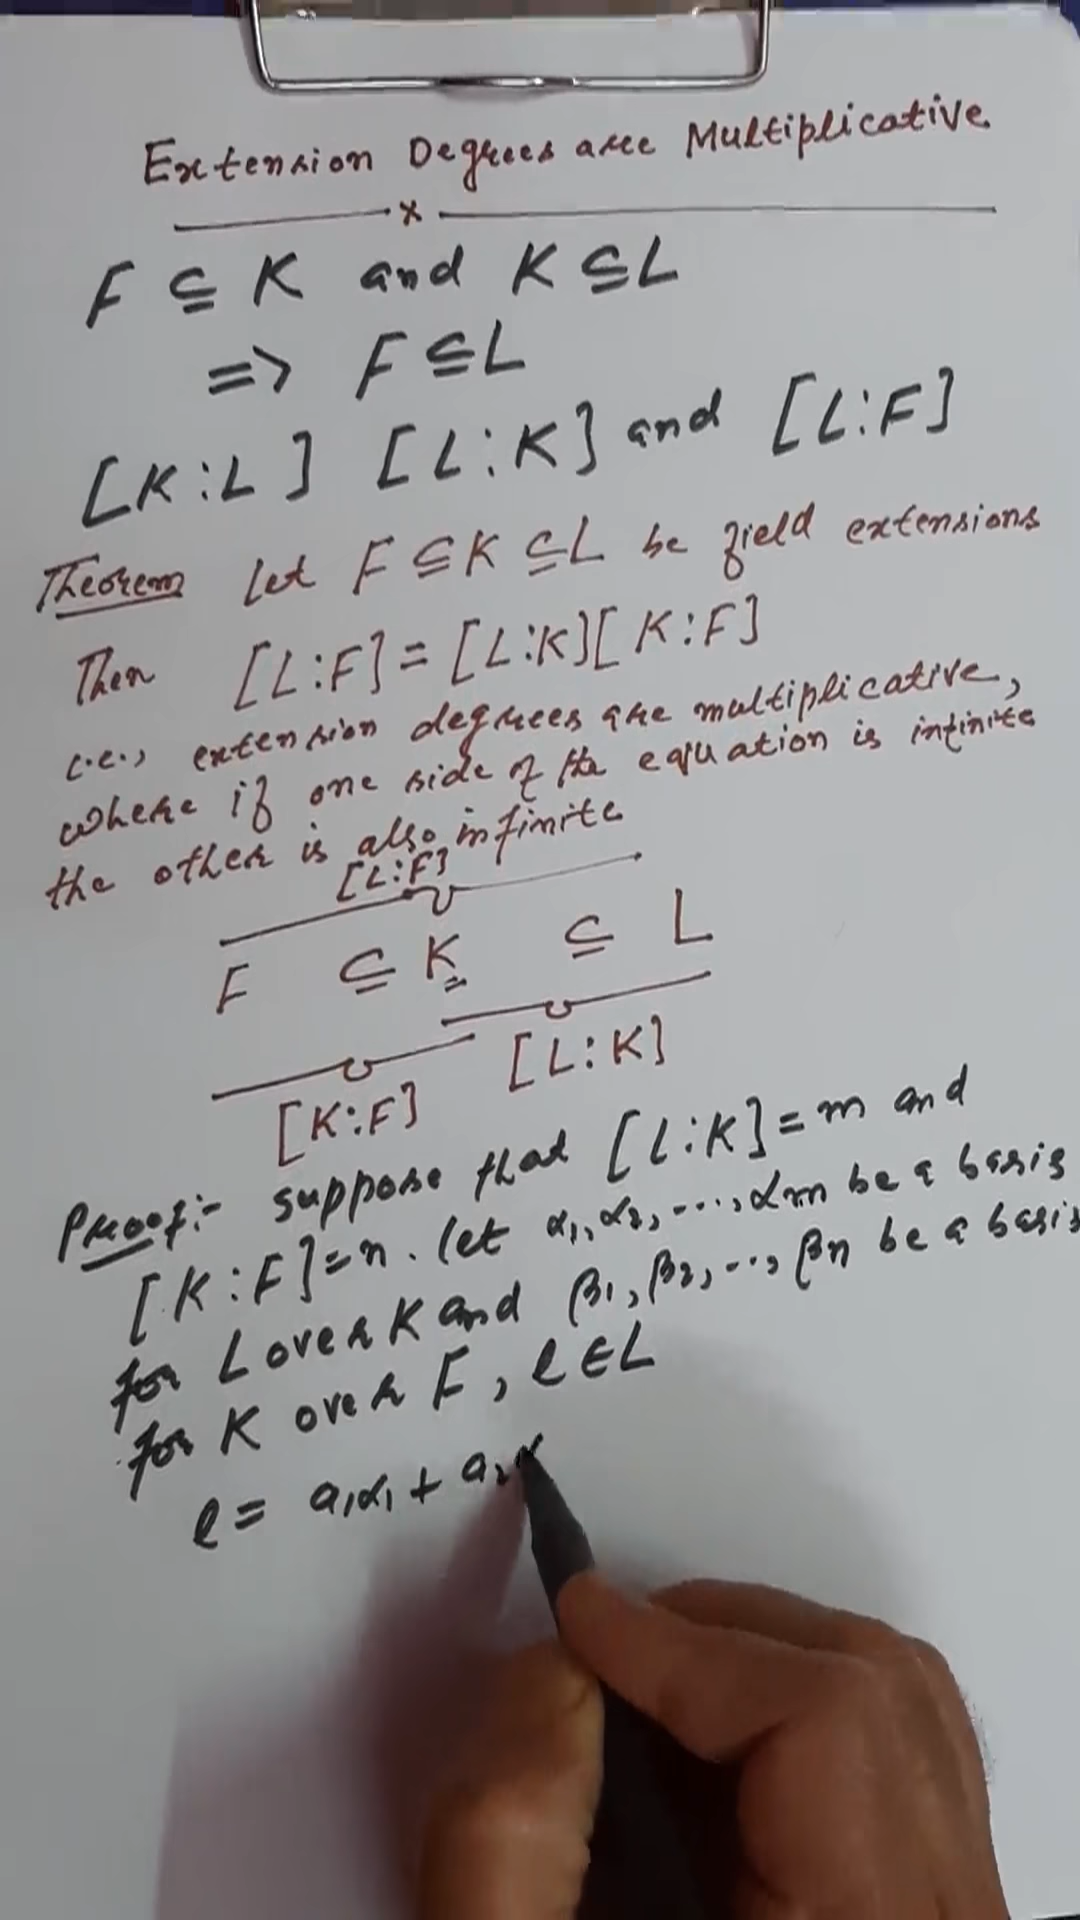 Extension Degrees are Multiplicative
x
F ⊆ K and K ⊆ L
=> F ⊆ L
[K:L] [L:K] and [L:F]
Theorem Let F ⊆ K ⊆ L be field extensions
Then [L:F] = [L:K][K:F]
i.e., extension degrees are multiplicative,
where if one side of the equation is infinite
the other is also infinite
[L:F]
F ⊆ K ⊆ L
[L:K]
[K:F]
Proof:- suppose that [L:K]=m and
[K:F]=n. let α1, α2, ..., αm be a basis
for L over K and β1, β2, ..., βn be a basis
for K over F, l ∈ L
l = a1α1 + a2α